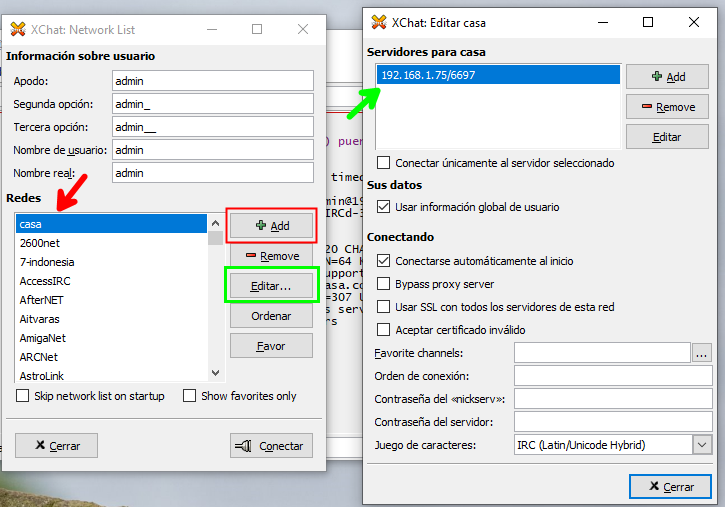 XChat: Network List
Información sobre usuario
Apodo: admin
Segunda opción: admin_
Tercera opción: admin__
Nombre de usuario: admin
Nombre real: admin
Redes
casa
2600net
7-indonesia
AccessIRC
AfterNET
Aitvaras
AmigaNet
ARCNet
AstroLink
Add
Remove
Editar...
Ordenar
Favor
Skip network list on startup
Show favorites only
Cerrar
Conectar
) puer
timeo
min@19
IRCd-3
20 CHA
EN=64 K
upport
asa.co
=307 U
s serv
rs
XChat: Editar casa
Servidores para casa
192.168.1.75/6697
Add
Remove
Editar
Conectar únicamente al servidor seleccionado
Sus datos
Usar información global de usuario
Conectando
Conectarse automáticamente al inicio
Bypass proxy server
Usar SSL con todos los servidores de esta red
Aceptar certificado inválido
Favorite channels: ...
Orden de conexión:
Contraseña del «nickserv»:
Contraseña del servidor:
Juego de caracteres: IRC (Latin/Unicode Hybrid)
Cerrar